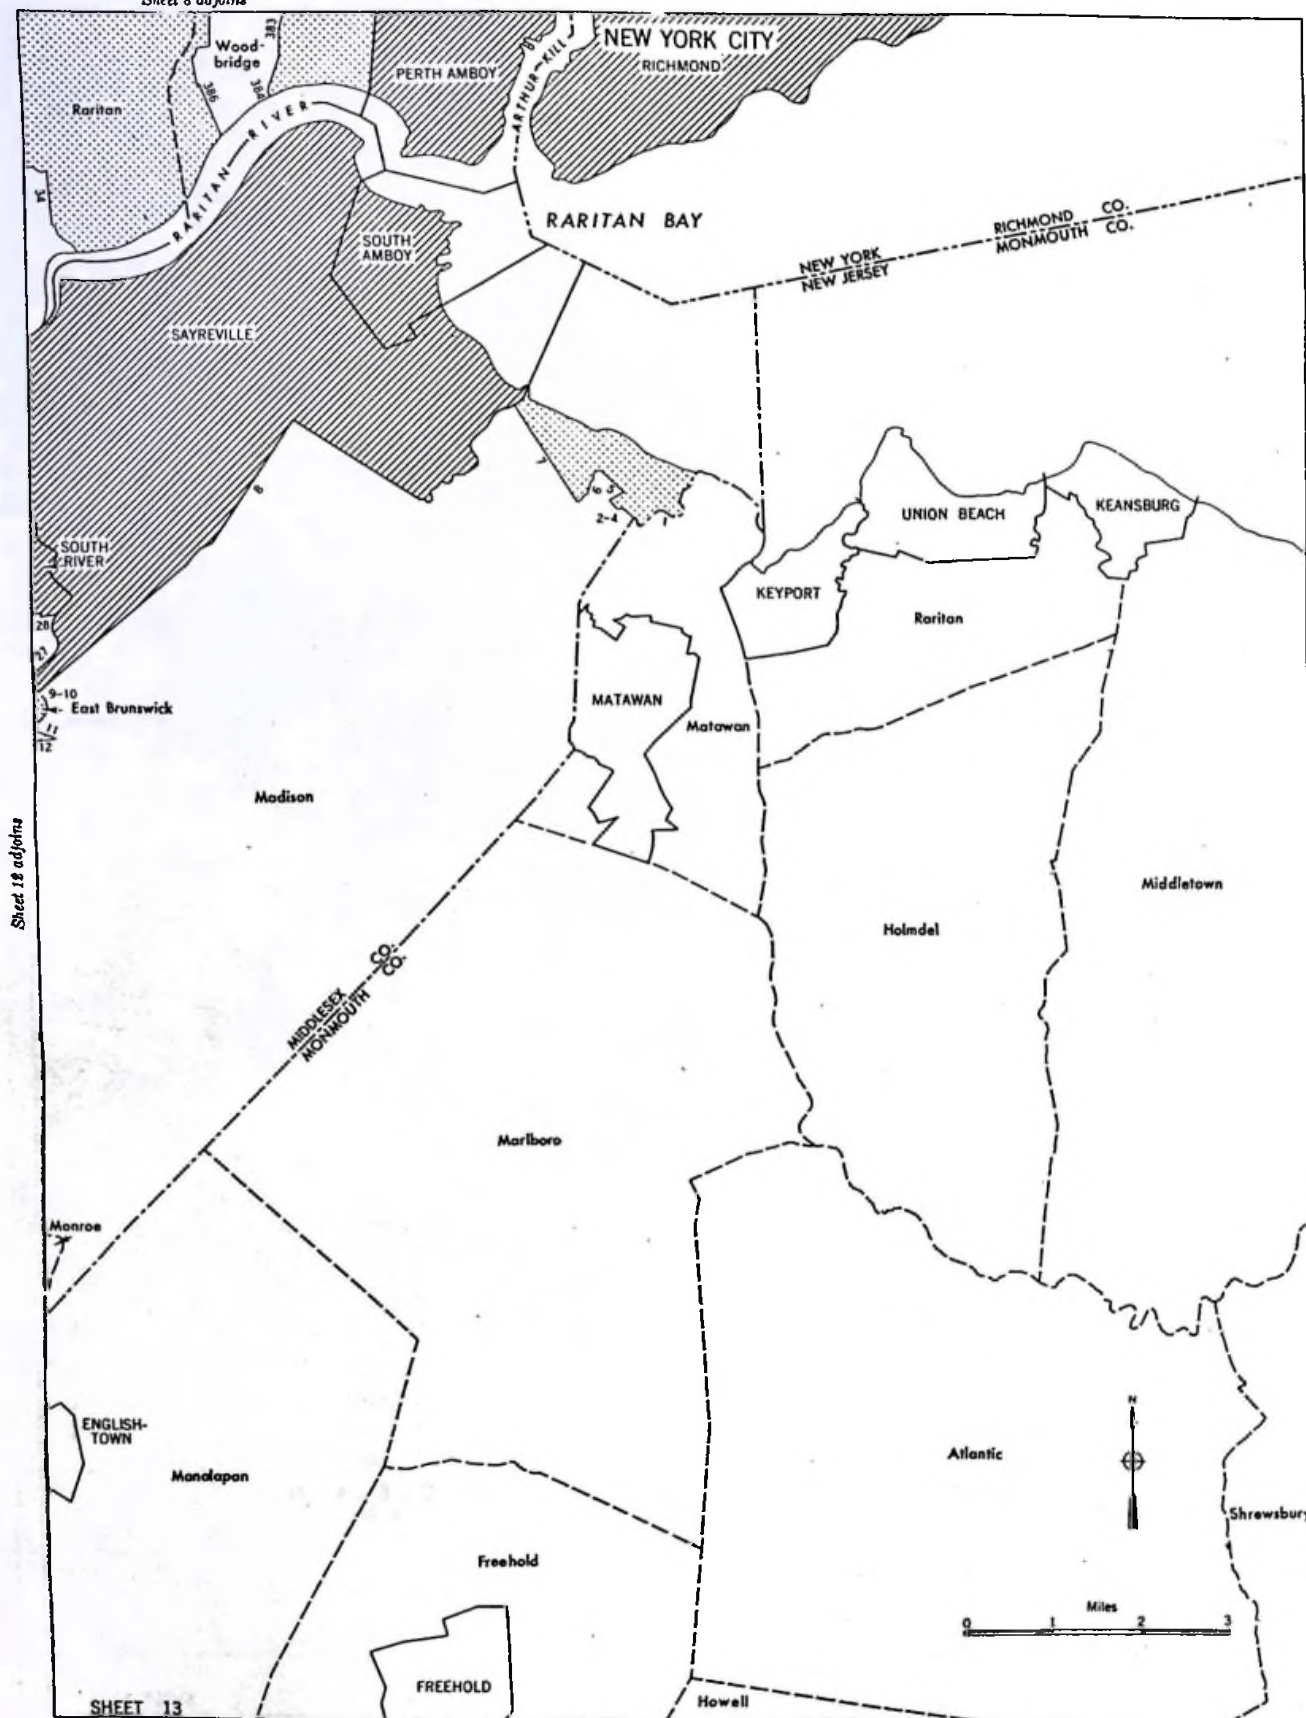 Sheet 8 adjoins
Wood-
bridge
383
384
386
Raritan
PERTH AMBOY
ARTHUR KILL
NEW YORK CITY
RICHMOND
RARITAN RIVER
34
RARITAN BAY
RICHMOND CO.
MONMOUTH CO.
NEW YORK
NEW JERSEY
SOUTH
AMBOY
SAYREVILLE
7
8
6
5
2-4
1
UNION BEACH
KEANSBURG
SOUTH
RIVER
KEYPORT
Raritan
28
27
9-10
East Brunswick
11
12
MATAWAN
Matawan
Madison
Sheet 12 adjoins
Middletown
Holmdel
MIDDLESEX CO.
MONMOUTH CO.
Marlboro
Monroe
ENGLISH-
TOWN
Manalapan
Atlantic
N
Shrewsbury
Freehold
Miles
0 1 2 3
FREEHOLD
Howell
SHEET 13